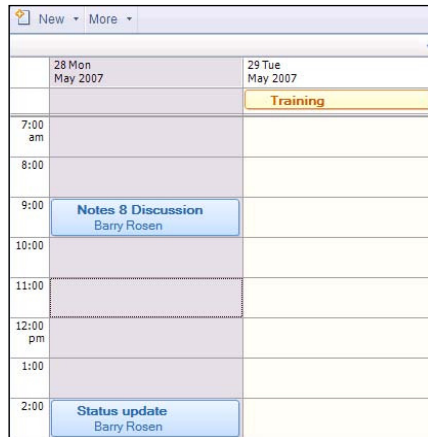 New More
28 Mon
May 2007
29 Tue
May 2007
Training
7:00
am
8:00
9:00
Notes 8 Discussion
Barry Rosen
10:00
11:00
12:00
pm
1:00
2:00
Status update
Barry Rosen